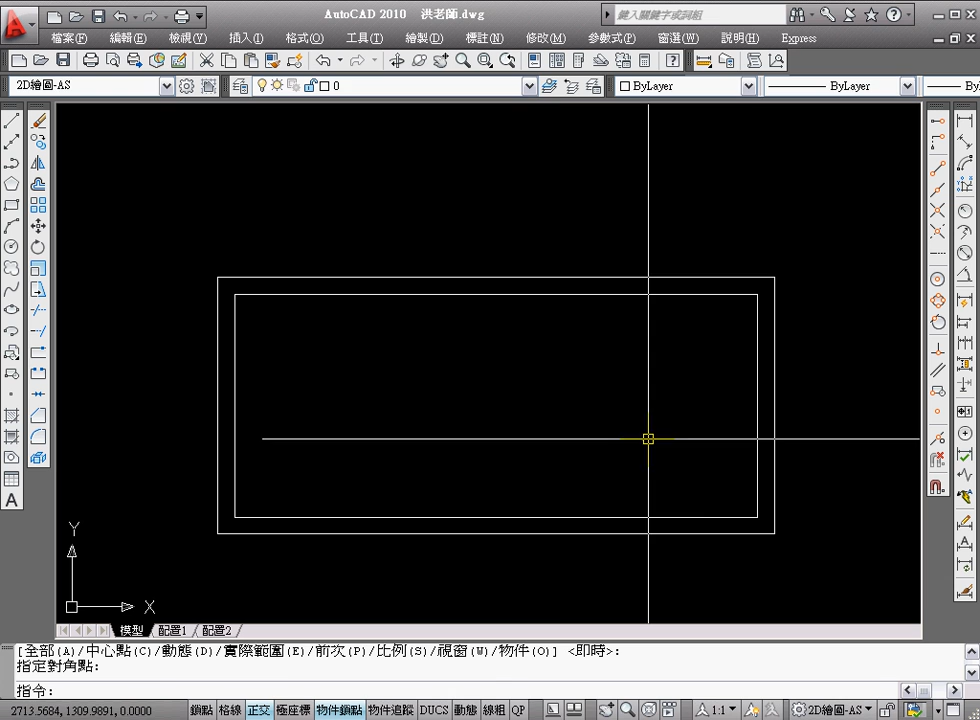 AutoCAD 2010 洪老師.dwg
鍵入關鍵字或詞組
檔案(F) 編輯(E) 檢視(V) 插入(I) 格式(O) 工具(T) 繪製(D) 標註(N) 修改(M) 參數式(P) 視窗(W) 說明(H) Express
2D繪圖-AS
0
ByLayer
ByLayer
By
Y
X
模型 配置1 配置2
[全部(A)/中心點(C)/動態(D)/實際範圍(E)/前次(P)/比例(S)/視窗(W)/物件(O)] <即時>:
指定對角點:
指令:
2713.5684, 1309.9891, 0.0000 鎖點 格線 正交 極座標 物件鎖點 物件追蹤 DUCS 動態 線粗 QP 1:1 2D繪圖-AS